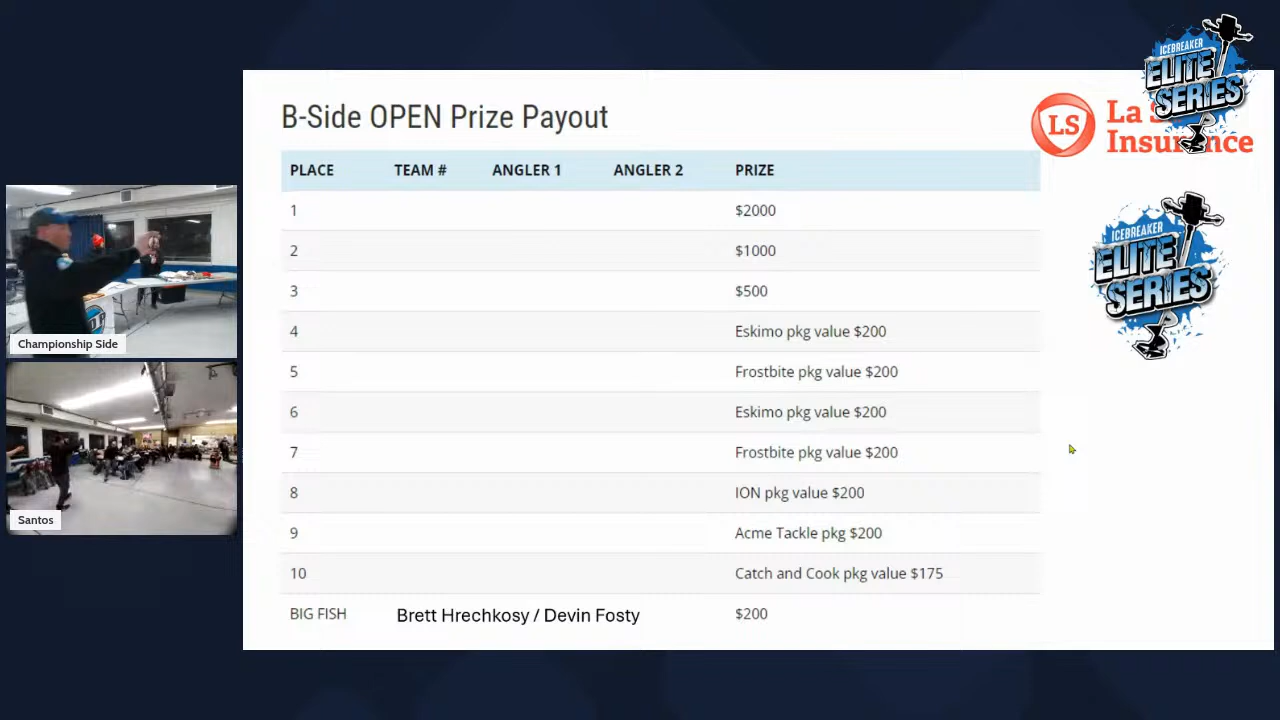 ICEBREAKER
ELITE
SERIES
B-Side OPEN Prize Payout
LS
La
Insurance
PLACE TEAM # ANGLER 1 ANGLER 2 PRIZE
1 $2000
2 $1000
3 $500
4 Eskimo pkg value $200
5 Frostbite pkg value $200
6 Eskimo pkg value $200
7 Frostbite pkg value $200
8 ION pkg value $200
9 Acme Tackle pkg $200
10 Catch and Cook pkg value $175
BIG FISH Brett Hrechkosy / Devin Fosty $200
ICEBREAKER
ELITE
SERIES
Championship Side
Santos